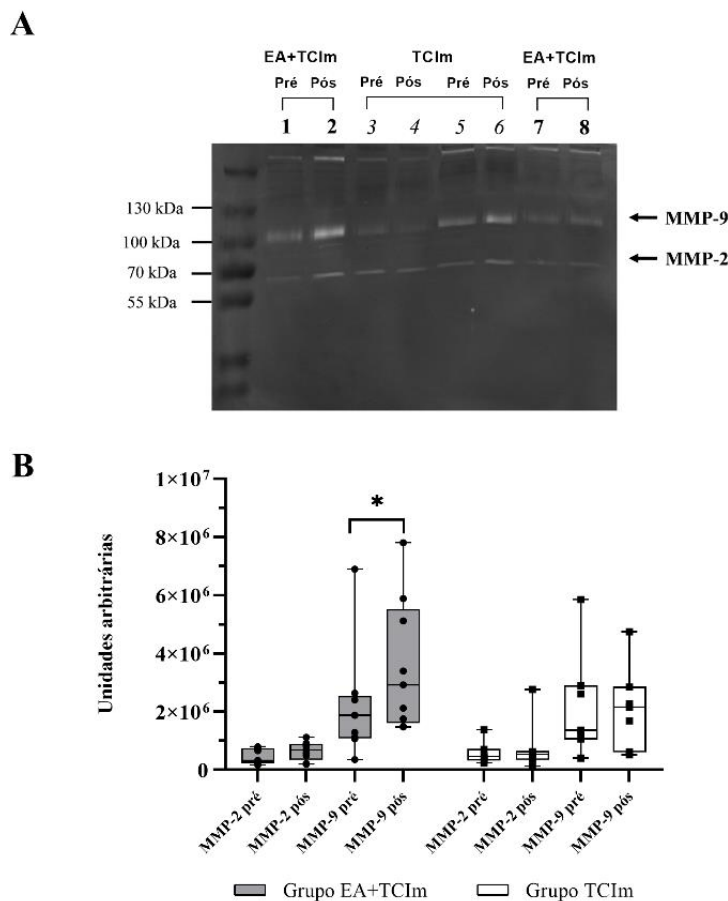 A
EA+TCIm TCIm EA+TCIm
Pré Pós Pré Pós Pré Pós Pré Pós
1 2 3 4 5 6 7 8
130 kDa
MMP-9
100 kDa
MMP-2
70 kDa
55 kDa
B
1×10⁷
*
8×10⁶
6×10⁶
4×10⁶
2×10⁶
0
Unidades arbitrárias
MMP-2 pré MMP-2 pós MMP-9 pré MMP-9 pós MMP-2 pré MMP-2 pós MMP-9 pré MMP-9 pós
Grupo EA+TCIm Grupo TCIm